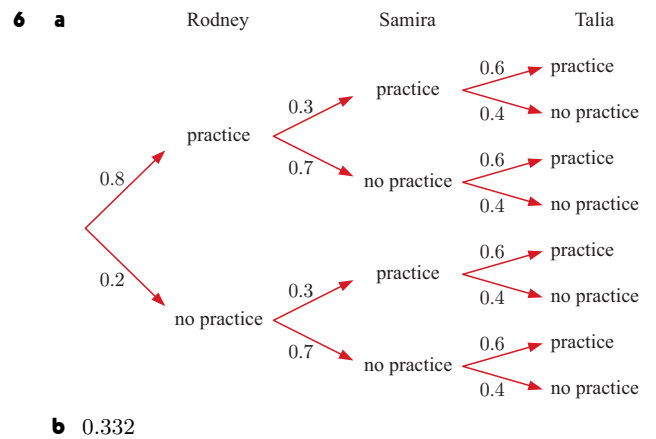 6 a Rodney Samira Talia
0.6 practice
practice
0.3 0.4 no practice
practice
0.7 0.6 practice
0.8 no practice
0.4 no practice
0.6 practice
0.2 practice
0.3 0.4 no practice
no practice
0.7 0.6 practice
no practice
0.4 no practice
b 0.332